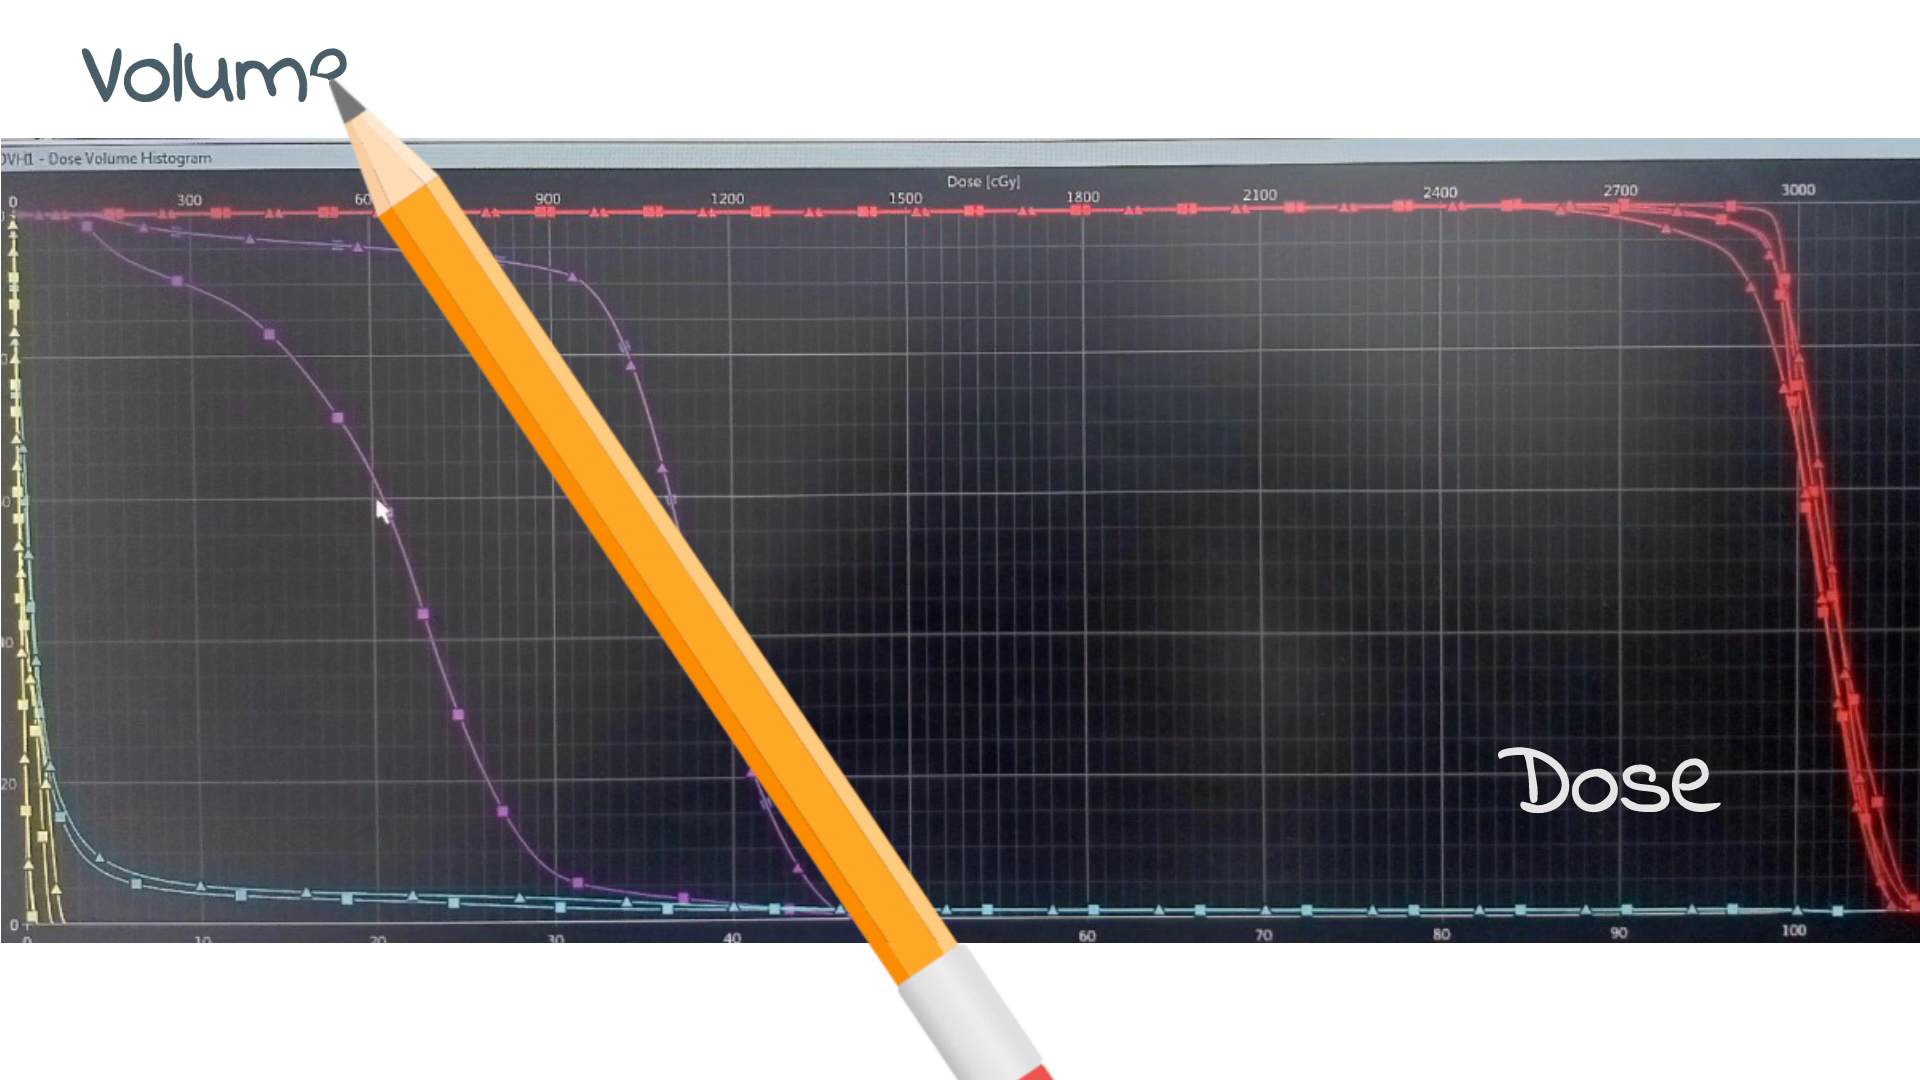 Volume
DVH1 - Dose Volume Histogram
Dose [cGy]
0 300 60 900 1200 1500 1800 2100 2400 2700 3000
20
0
0 10 20 30 40 60 70 80 90 100
Dose